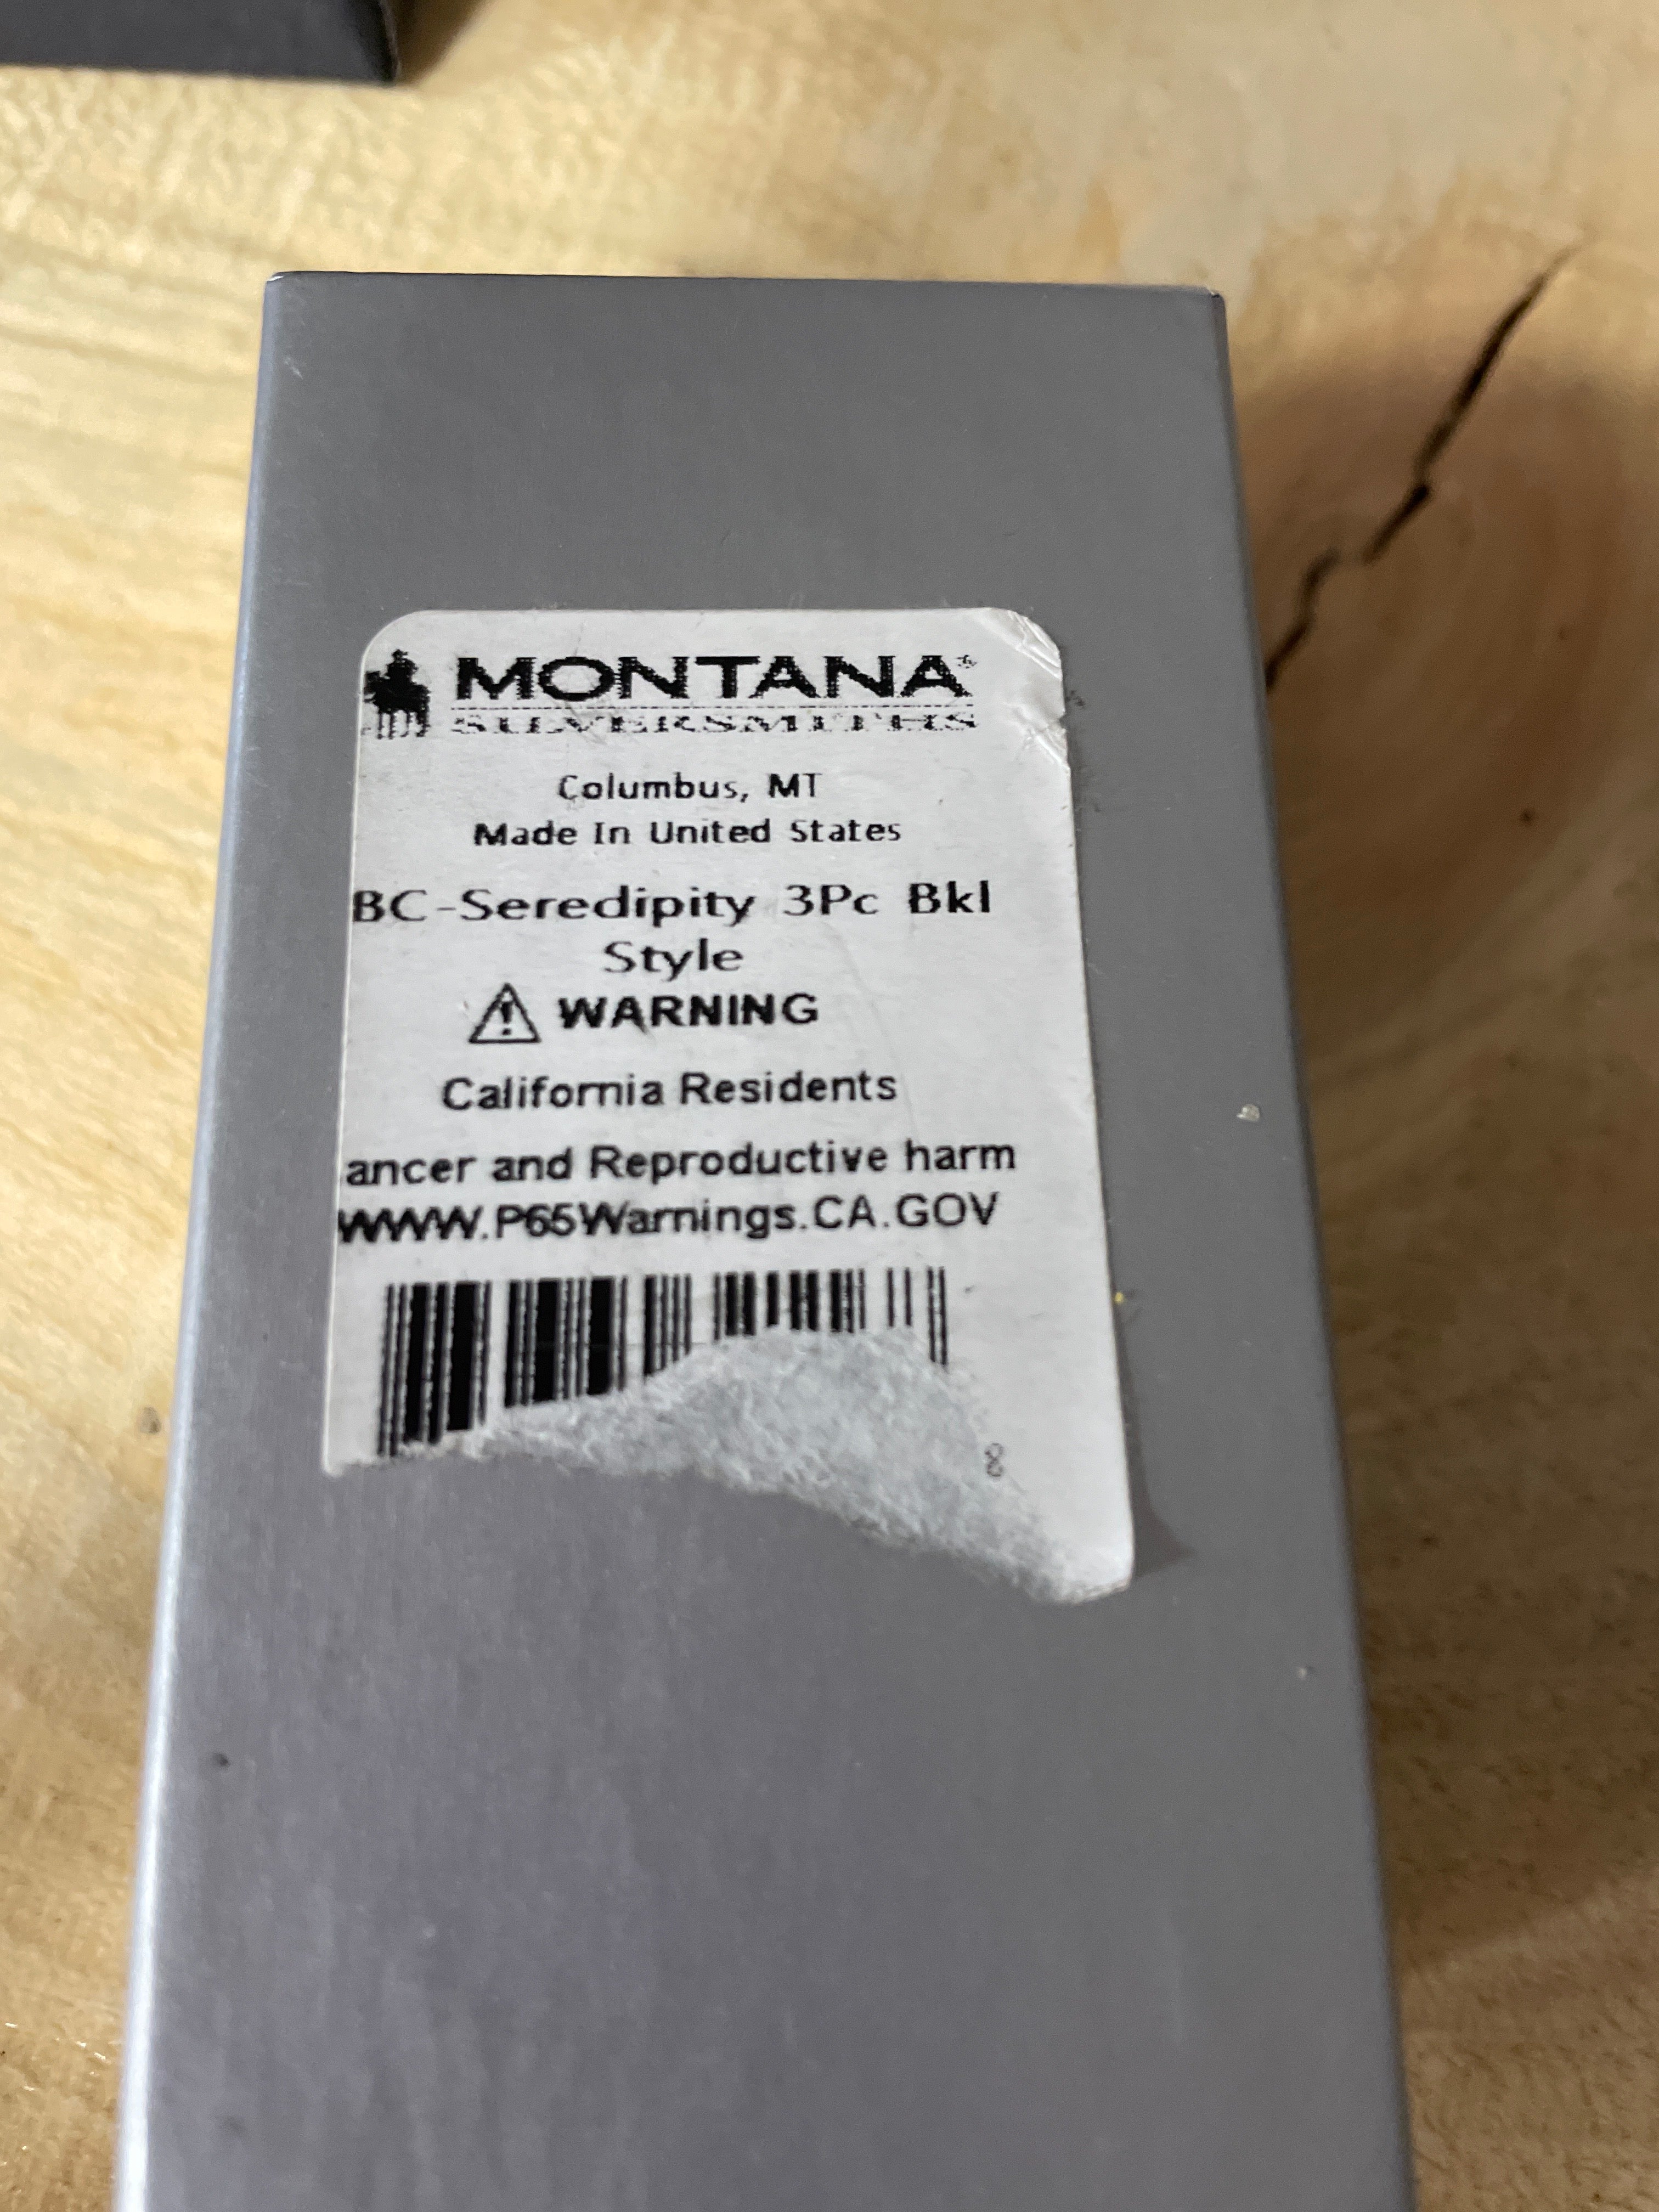 MONTANA®
SILVERSMITHS
Columbus, MT
Made In United States
BC-Seredipity 3Pc Bkl
Style
WARNING
California Residents
ancer and Reproductive harm
WWW.P65Warnings.CA.GOV
8